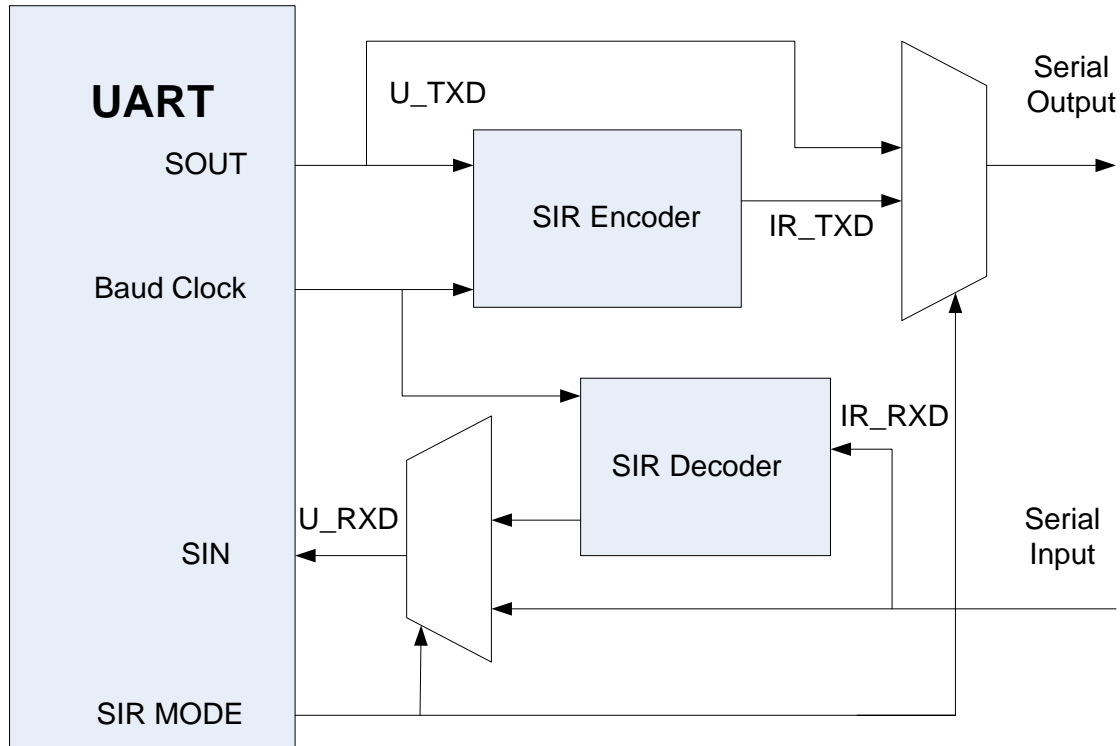 UART
SOUT
Baud Clock
SIN
SIR MODE
U_TXD
SIR Encoder
IR_TXD
Serial
Output
SIR Decoder
IR_RXD
U_RXD
Serial
Input